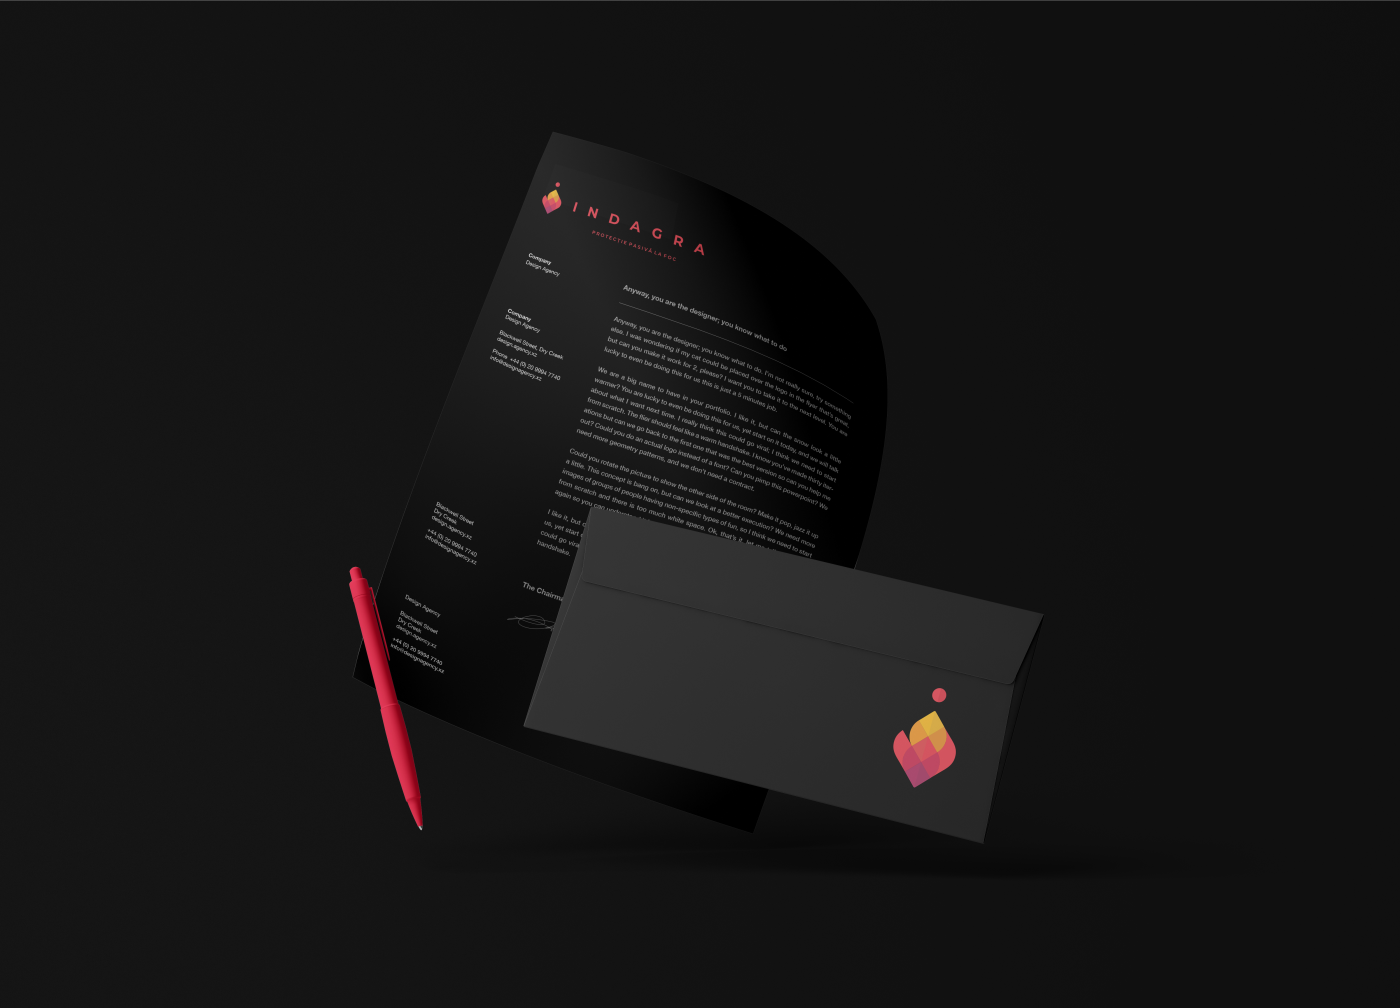 INDAGRA
PROTECȚIE PASIVĂ LA FOC
Company
Design Agency
Company
Design Agency
Blackwell Street, Dry Creek
design.agency.xz
Phone +44 (0) 20 9994 7740
info@designagency.xz
Blackwell Street
Dry Creek
design.agency.xz
+44 (0) 20 9994 7740
info@designagency.xz
Design Agency
Blackwell Street
Dry Creek
design.agency.xz
+44 (0) 20 9994 7740
info@designagency.xz
Anyway, you are the designer; you know what to do
Anyway, you are the designer; you know what to do. I'm not really sure, try something
else. I was wondering if my cat could be placed over the logo in the flyer that's great,
but can you make it work for 2, please? I want you to take it to the next level. You are
lucky to even be doing this for us this is just a 5 minutes job.
We are a big name to have in your portfolio. I like it, but can the snow look a little
warmer? You are lucky to even be doing this for us, yet start on it today, and we will talk
about what I want next time. I really think this could go viral; I think we need to start
from scratch. The flier should feel like a warm handshake. I know you've made thirty iter-
ations but can we go back to the first one that was the best version so can you help me
out? Could you do an actual logo instead of a font? Can you pimp this powerpoint? We
need more geometry patterns, and we don't need a contract.
Could you rotate the picture to show the other side of the room? Make it pop, jazz it up
a little. This concept is bang on, but can we look at a better execution? We need more
images of groups of people having non-specific types of fun, so I think we need to start
from scratch and there is too much white space. Ok, that's it, let
again so you can
I like it, but
us, yet start
could go
handshake.
The